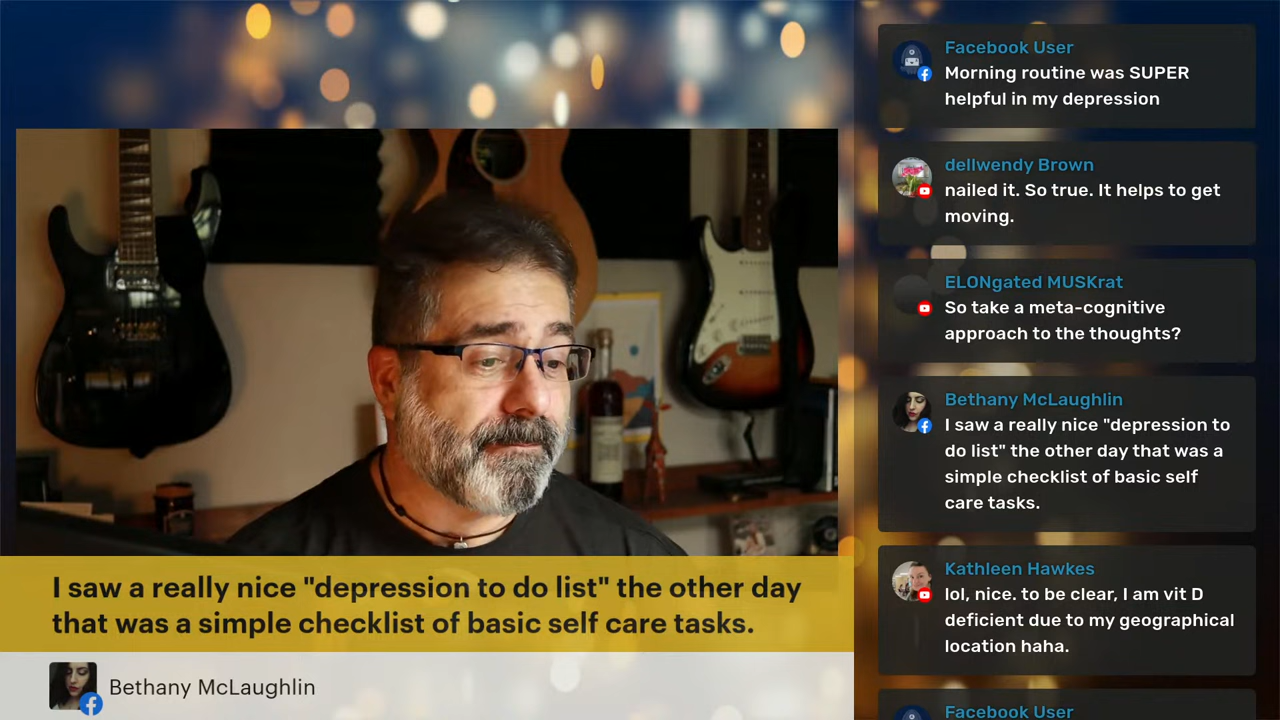 I saw a really nice "depression to do list" the other day
that was a simple checklist of basic self care tasks.
Bethany McLaughlin
Facebook User
Morning routine was SUPER
helpful in my depression
dellwendy Brown
nailed it. So true. It helps to get
moving.
ELONgated MUSKrat
So take a meta-cognitive
approach to the thoughts?
Bethany McLaughlin
I saw a really nice "depression to
do list" the other day that was a
simple checklist of basic self
care tasks.
Kathleen Hawkes
lol, nice. to be clear, I am vit D
deficient due to my geographical
location haha.
Facebook User